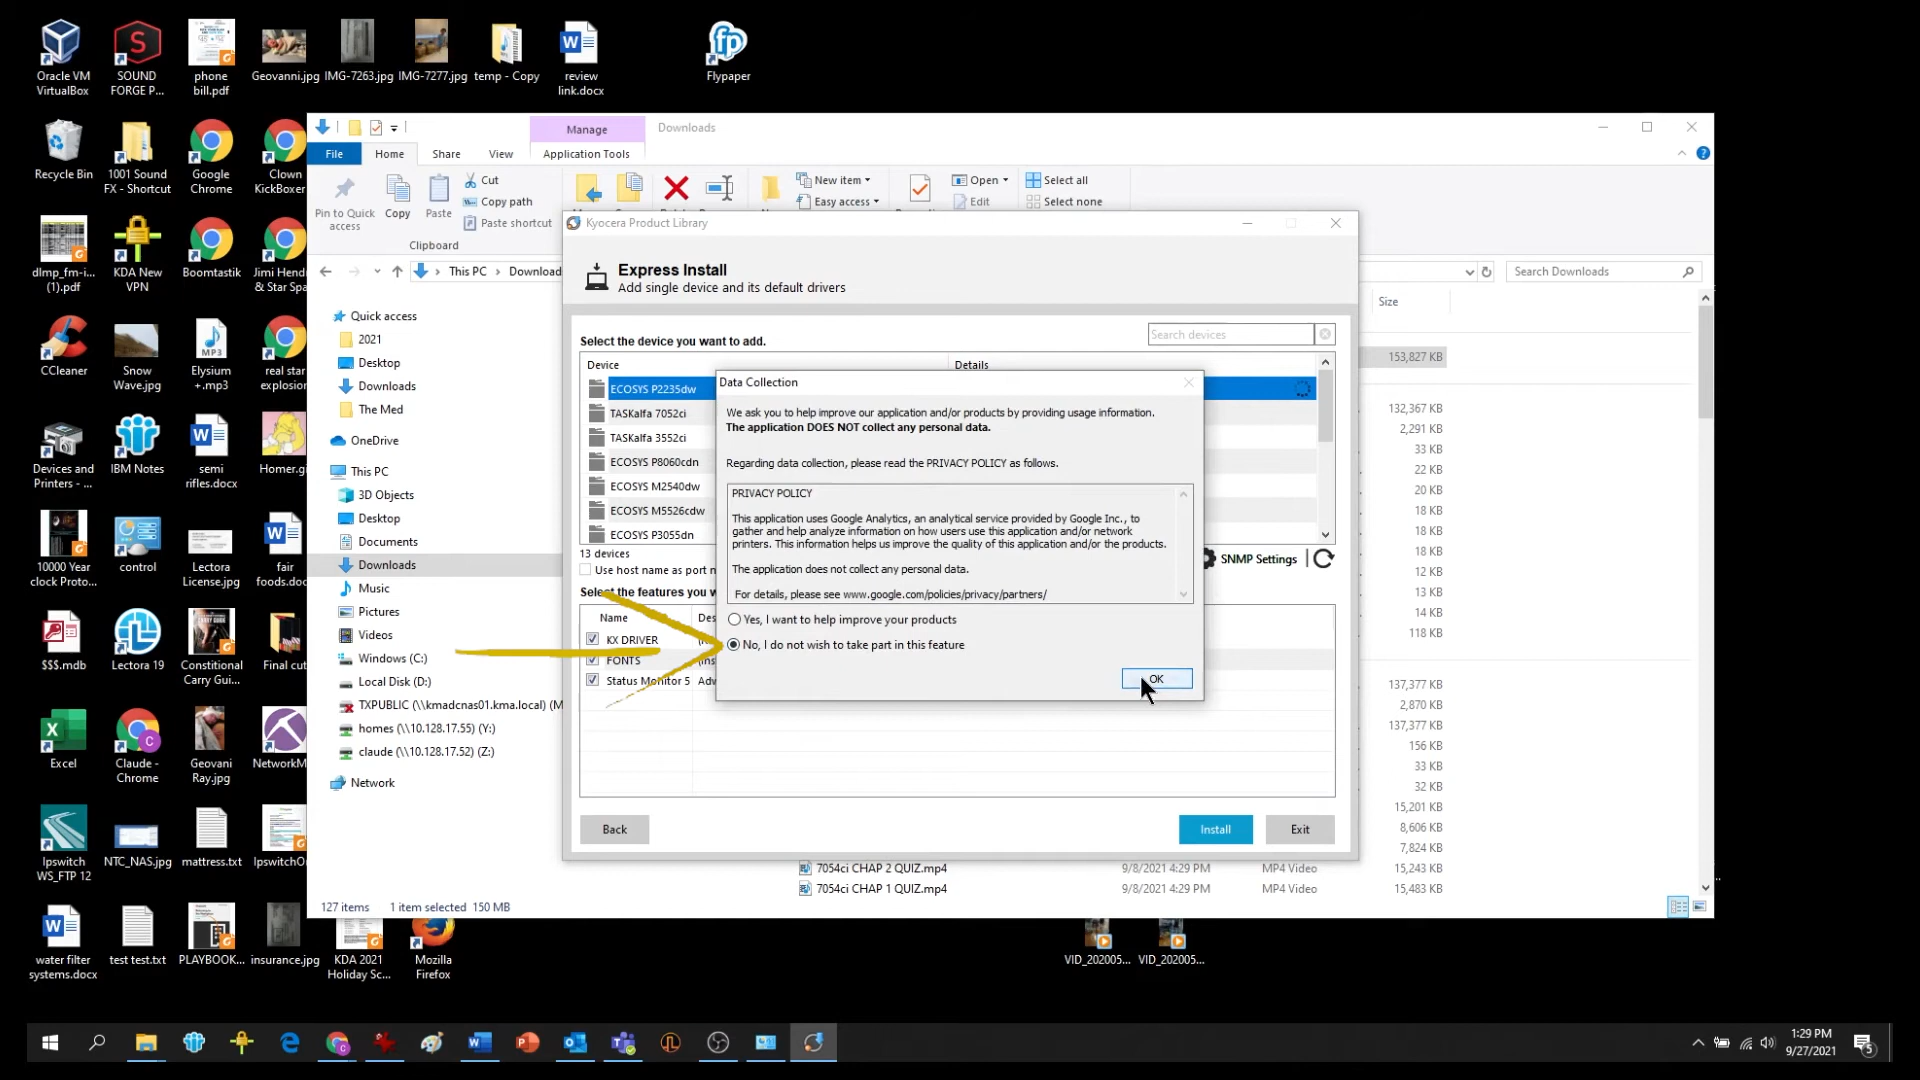 Oracle VM
VirtualBox
SOUND
FORGE P...
phone
bill.pdf
Geovanni.jpg
IMG-7263.jpg
IMG-7277.jpg
temp - Copy
review
link.docx
Flypaper
Recycle Bin
1001 Sound
FX - Shortcut
Google
Chrome
Clown
KickBoxer
dlmp_fm-i...
(1).pdf
KDA New
VPN
Boomtastik
Jimi Hend
& Star Spa
CCleaner
Snow
Wave.jpg
Elysium
+.mp3
real star
explosion
Devices and
Printers - ...
IBM Notes
semi
rifles.docx
Homer.gi
10000 Year
clock Proto...
control
Lectora
License.jpg
fair
foods.doc
$$$.mdb
Lectora 19
Constitutional
Carry Gui...
Final cut
Excel
Claude -
Chrome
Geovani
Ray.jpg
NetworkM
Ipswitch
WS_FTP 12
NTC_NAS.jpg
mattress.txt
IpswitchO
water filter
systems.docx
test test.txt
PLAYBOOK...
insurance.jpg
KDA 2021
Holiday Sc...
Mozilla
Firefox
VID_202005...
VID_202005...
Manage
Downloads
File
Home
Share
View
Application Tools
Pin to Quick
access
Copy
Paste
Cut
Copy path
Paste shortcut
Clipboard
New item
Easy access
Open
Edit
Select all
Select none
This PC
Download
Search Downloads
Size
Quick access
2021
Desktop
Downloads
The Med
OneDrive
This PC
3D Objects
Desktop
Documents
Downloads
Music
Pictures
Videos
Windows (C:)
Local Disk (D:)
TXPUBLIC (\\kmadcnas01.kma.local) (M
homes (\\10.128.17.55) (Y:)
claude (\\10.128.17.52) (Z:)
Network
153,827 KB
132,367 KB
2,291 KB
33 KB
22 KB
20 KB
18 KB
18 KB
18 KB
12 KB
13 KB
14 KB
118 KB
137,377 KB
2,870 KB
137,377 KB
156 KB
33 KB
32 KB
15,201 KB
8,606 KB
7,824 KB
7054ci CHAP 2 QUIZ.mp4 9/8/2021 4:29 PM MP4 Video 15,243 KB
7054ci CHAP 1 QUIZ.mp4 9/8/2021 4:29 PM MP4 Video 15,483 KB
127 items 1 item selected 150 MB
Kyocera Product Library
Express Install
Add single device and its default drivers
Select the device you want to add.
Search devices
Device Details
ECOSYS P2235dw
TASKalfa 7052ci
TASKalfa 3552ci
ECOSYS P8060cdn
ECOSYS M2540dw
ECOSYS M5526cdw
ECOSYS P3055dn
13 devices
Use host name as port n
SNMP Settings
Select the features you w
Name Des
KX DRIVER
FONTS (Ins
Status Monitor 5 Adv
Back
Install
Exit
Data Collection
We ask you to help improve our application and/or products by providing usage information.
The application DOES NOT collect any personal data.
Regarding data collection, please read the PRIVACY POLICY as follows.
PRIVACY POLICY
This application uses Google Analytics, an analytical service provided by Google Inc., to
gather and help analyze information on how users use this application and/or network
printers. This information helps us improve the quality of this application and/or the products.
The application does not collect any personal data.
For details, please see www.google.com/policies/privacy/partners/
Yes, I want to help improve your products
No, I do not wish to take part in this feature
OK
1:29 PM
9/27/2021
5